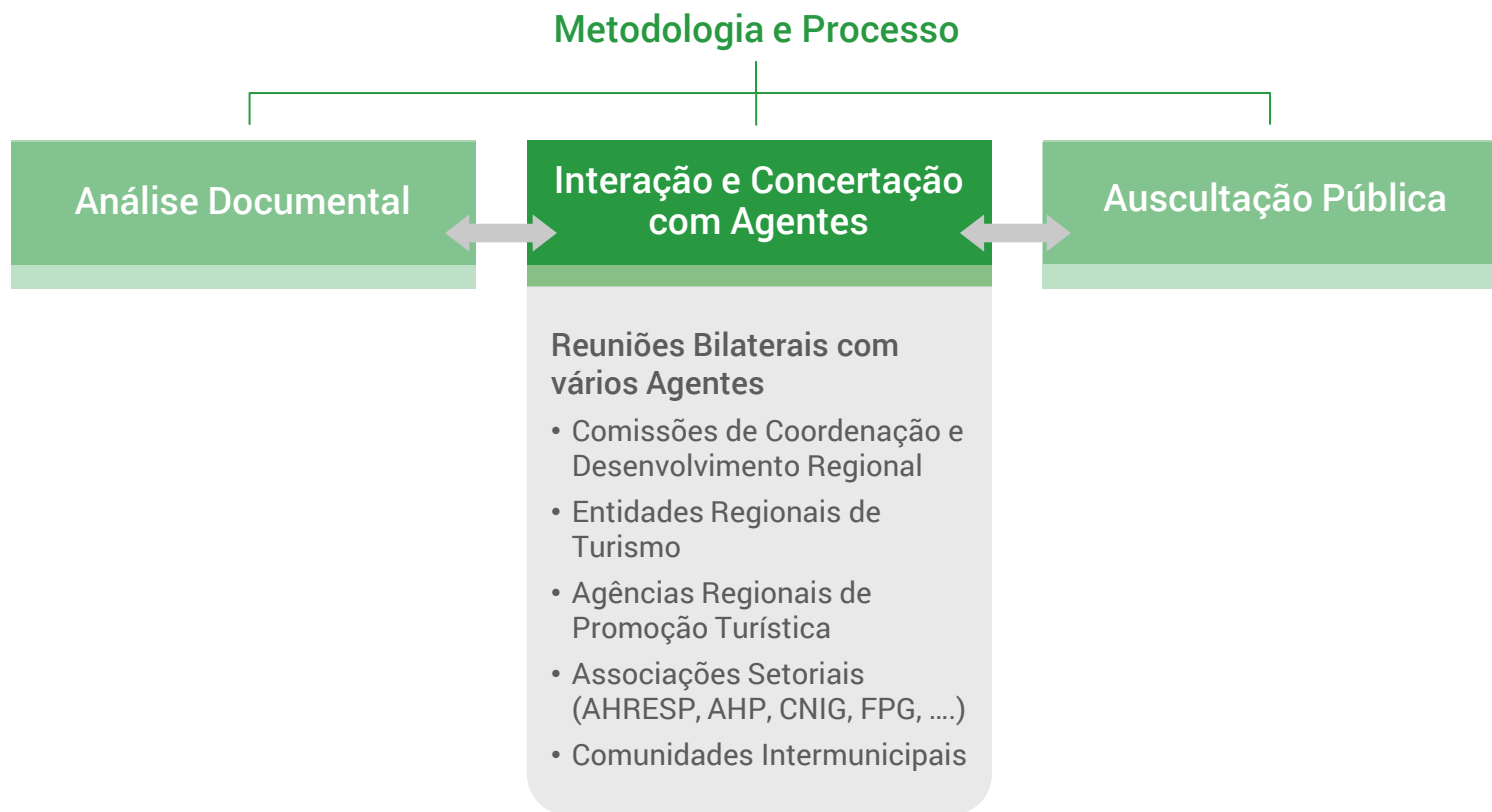 Metodologia e Processo
Análise Documental
Interação e Concertação
com Agentes
Auscultação Pública
Reuniões Bilaterais com
vários Agentes
• Comissões de Coordenação e
Desenvolvimento Regional
• Entidades Regionais de
Turismo
• Agências Regionais de
Promoção Turística
• Associações Setoriais
(AHRESP, AHP, CNIG, FPG, ....)
• Comunidades Intermunicipais